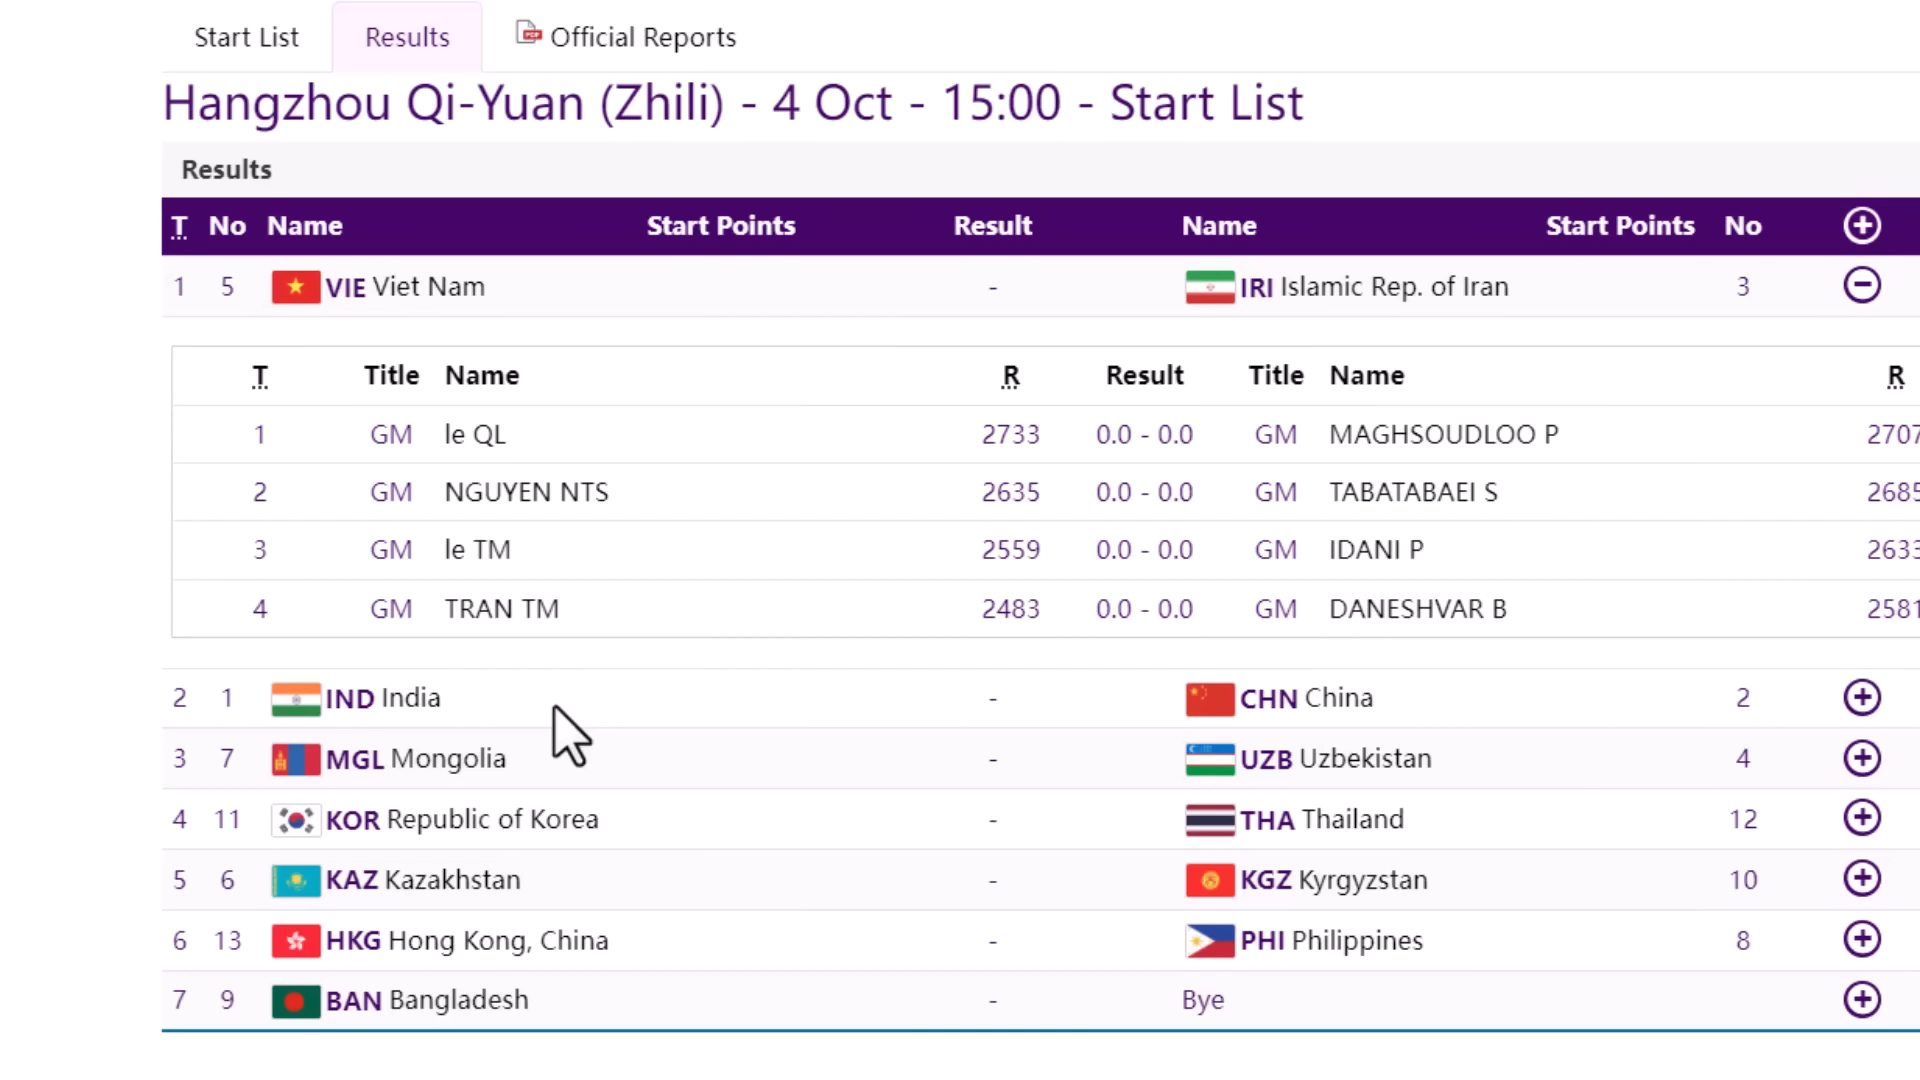 Start List Results Official Reports
Hangzhou Qi-Yuan (Zhili) - 4 Oct - 15:00 - Start List
Results
T No Name Start Points Result Name Start Points No
1 5 VIE Viet Nam - IRI Islamic Rep. of Iran 3
T Title Name R Result Title Name R
1 GM le QL 2733 0.0 - 0.0 GM MAGHSOUDLOO P 2707
2 GM NGUYEN NTS 2635 0.0 - 0.0 GM TABATABAEI S 2685
3 GM le TM 2559 0.0 - 0.0 GM IDANI P 2633
4 GM TRAN TM 2483 0.0 - 0.0 GM DANESHVAR B 2581
2 1 IND India - CHN China 2
3 7 MGL Mongolia - UZB Uzbekistan 4
4 11 KOR Republic of Korea - THA Thailand 12
5 6 KAZ Kazakhstan - KGZ Kyrgyzstan 10
6 13 HKG Hong Kong, China - PHI Philippines 8
7 9 BAN Bangladesh - Bye